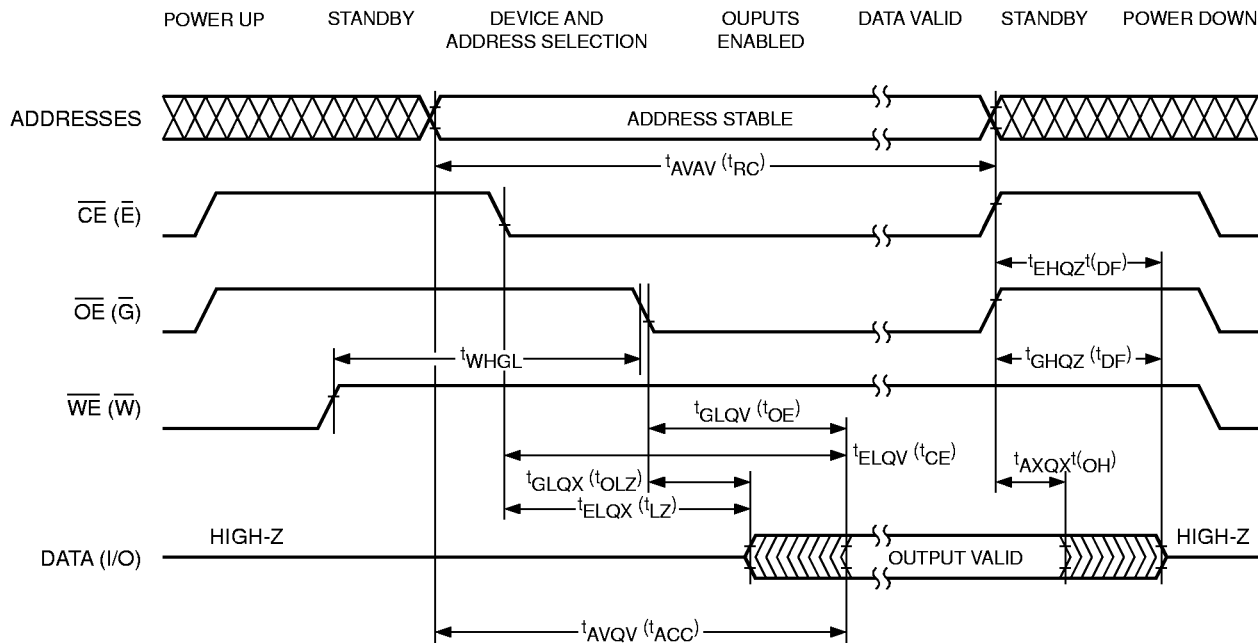 POWER UP STANDBY DEVICE AND ADDRESS SELECTION OUPUTS ENABLED DATA VALID STANDBY POWER DOWN
ADDRESSES
ADDRESS STABLE
tAVAV (tRC)
CE (E)
tEHQZt(DF)
OE (G)
tWHGL
tGHQZ (tDF)
WE (W)
tGLQV (tOE)
tELQV (tCE)
tAXQXt(OH)
tGLQX (tOLZ)
tELQX (tLZ)
HIGH-Z
HIGH-Z
DATA (I/O)
OUTPUT VALID
tAVQV (tACC)